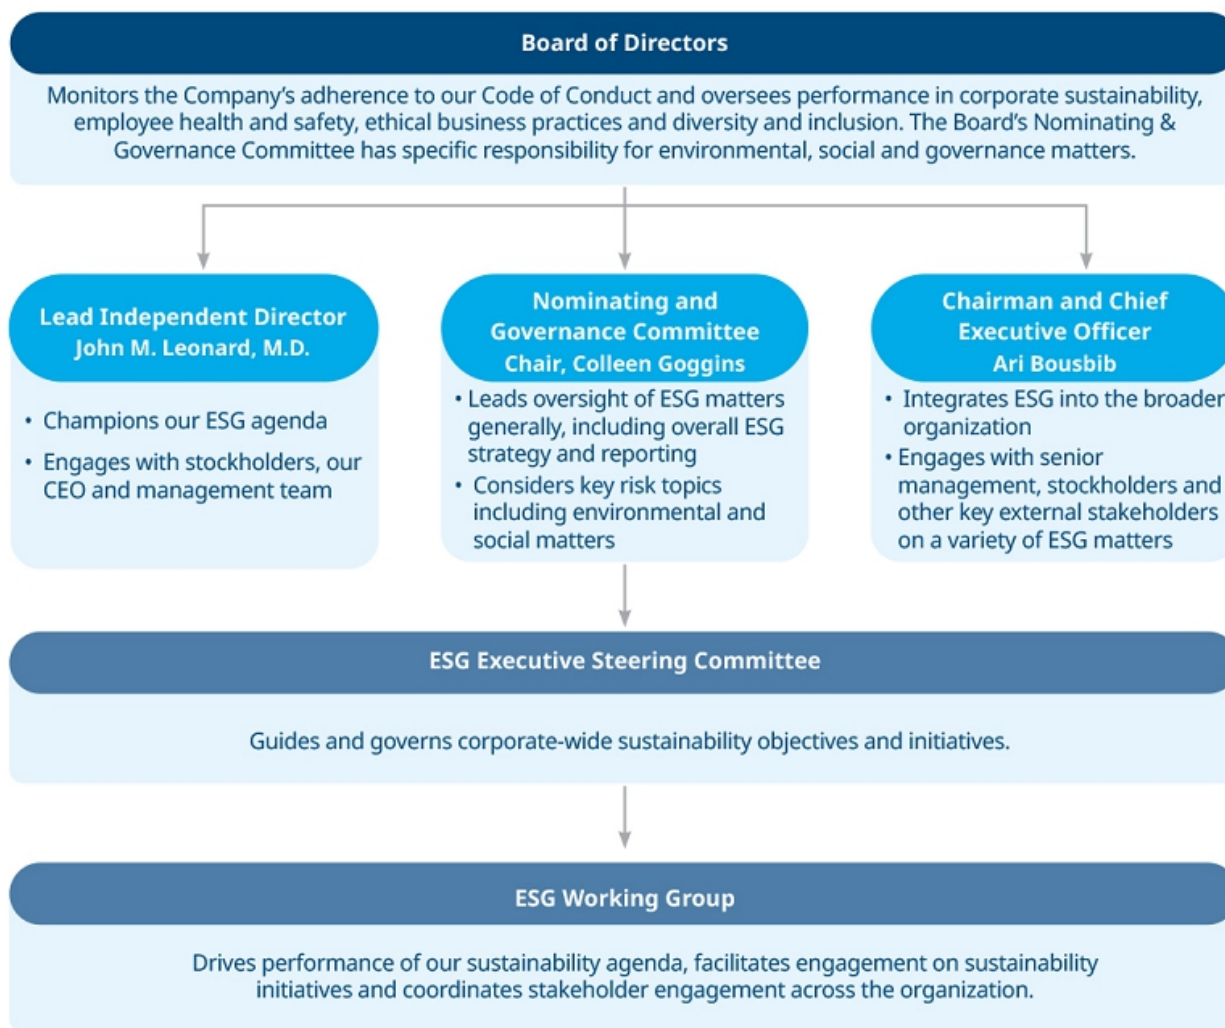 Board of Directors
Monitors the Company's adherence to our Code of Conduct and oversees performance in corporate sustainability,
employee health and safety, ethical business practices and diversity and inclusion. The Board's Nominating &
Governance Committee has specific responsibility for environmental, social and governance matters.
Lead Independent Director
John M. Leonard, M.D.
• Champions our ESG agenda
• Engages with stockholders, our
CEO and management team
Nominating and
Governance Committee
Chair, Colleen Goggins
• Leads oversight of ESG matters
generally, including overall ESG
strategy and reporting
• Considers key risk topics
including environmental and
social matters
Chairman and Chief
Executive Officer
Ari Bousbib
• Integrates ESG into the broader
organization
• Engages with senior
management, stockholders and
other key external stakeholders
on a variety of ESG matters
ESG Executive Steering Committee
Guides and governs corporate-wide sustainability objectives and initiatives.
ESG Working Group
Drives performance of our sustainability agenda, facilitates engagement on sustainability
initiatives and coordinates stakeholder engagement across the organization.